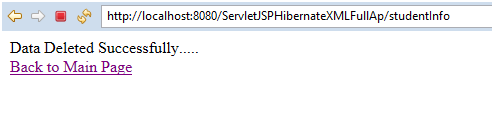 http://localhost:8080/ServletJSPHibernateXMLFullAp/studentInfo
Data Deleted Successfully.....
Back to Main Page